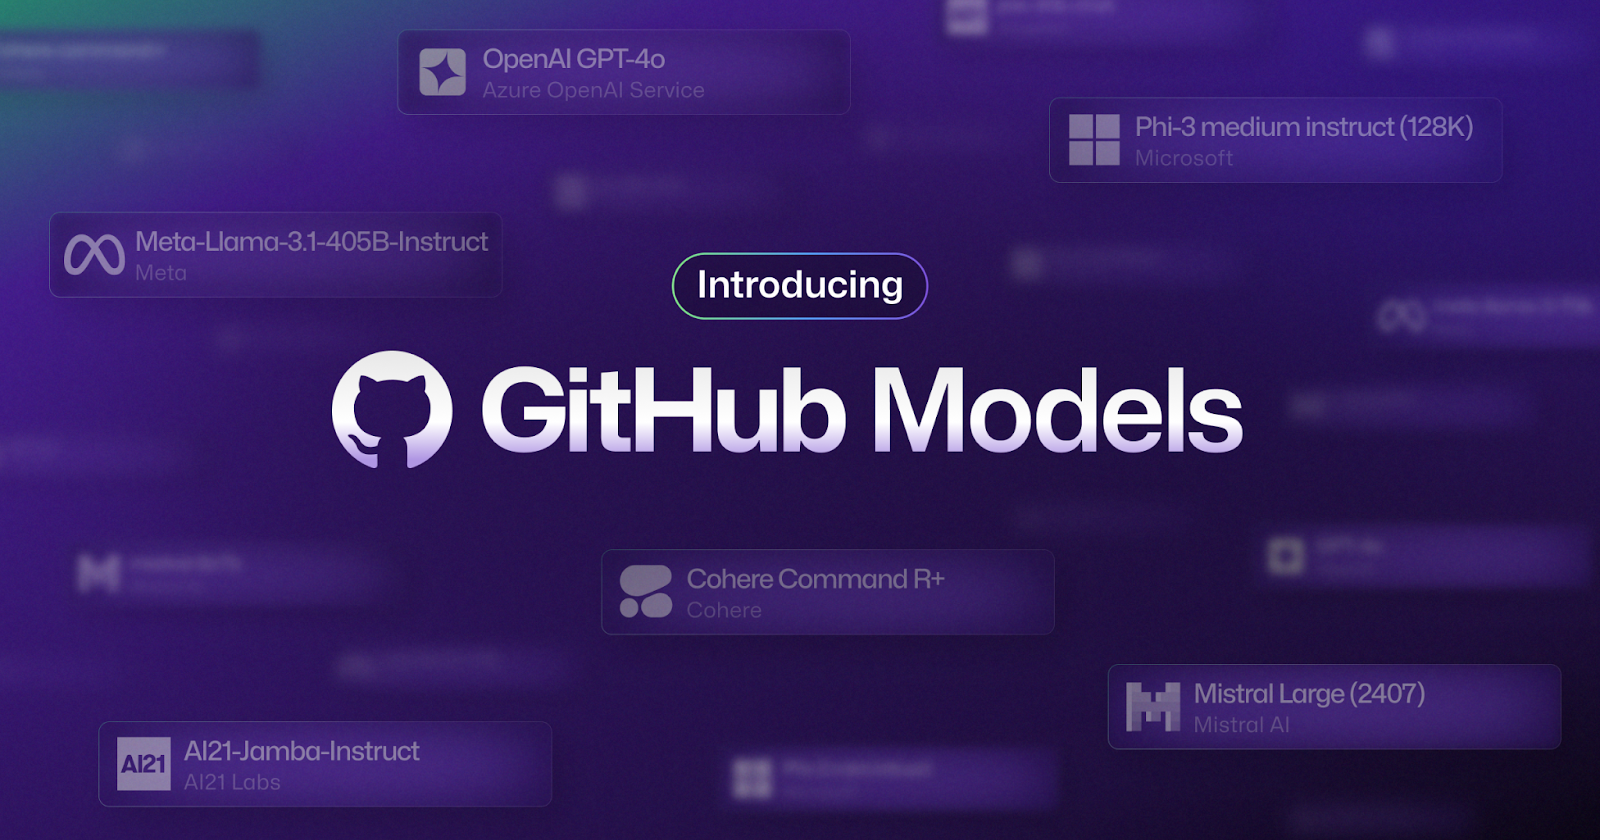 OpenAI GPT-4o
Azure OpenAI Service
Phi-3 medium instruct (128K)
Microsoft
Meta-Llama-3.1-405B-Instruct
Meta
Introducing
GitHub Models
Cohere Command R+
Cohere
Mistral Large (2407)
Mistral AI
AI21
AI21-Jamba-Instruct
AI21 Labs